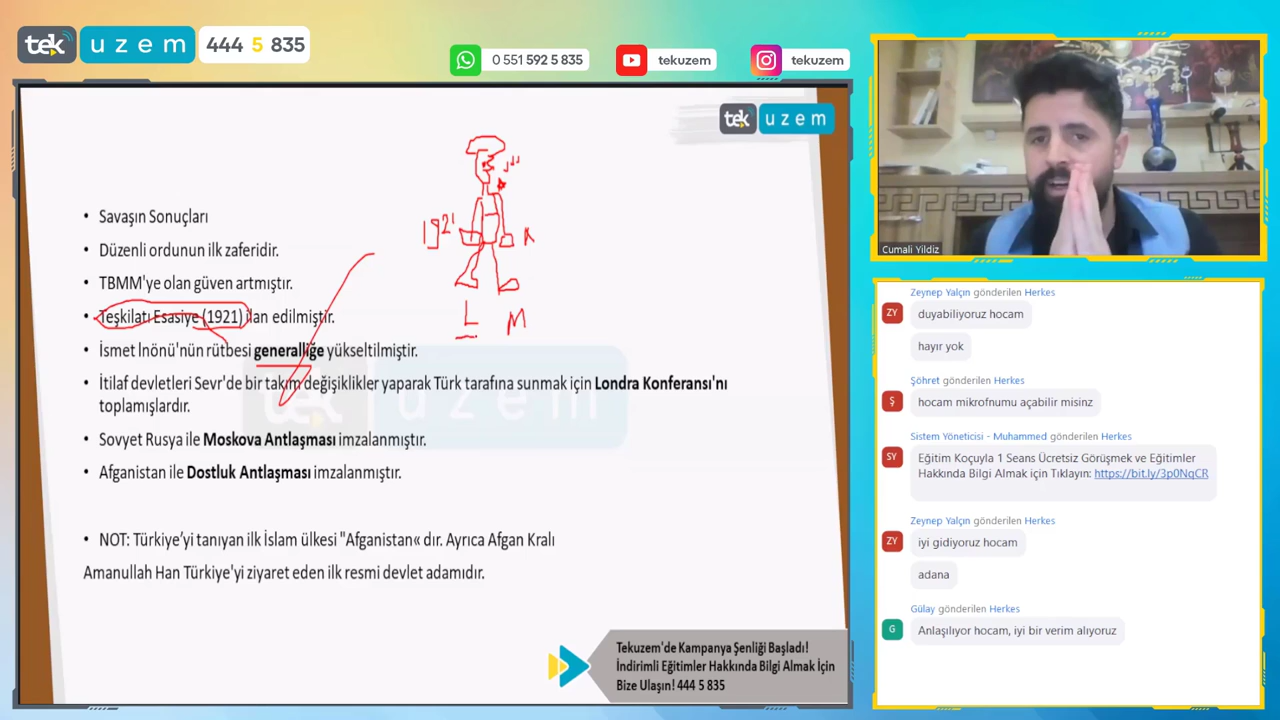 tek uzem 444 5 835
0 551 592 5 835
tekuzem
tekuzem
tek uzem
• Savaşın Sonuçları
• Düzenli ordunun ilk zaferidir.
• TBMM'ye olan güven artmıştır.
• Teşkilatı Esasiye (1921) ilan edilmiştir.
• İsmet İnönü'nün rütbesi generalliğe yükseltilmiştir.
• İtilaf devletleri Sevr'de bir takım değişiklikler yaparak Türk tarafına sunmak için Londra Konferansı'nı
toplamışlardır.
• Sovyet Rusya ile Moskova Antlaşması imzalanmıştır.
• Afganistan ile Dostluk Antlaşması imzalanmıştır.
• NOT: Türkiye’yi tanıyan ilk İslam ülkesi "Afganistan« dır. Ayrıca Afgan Kralı
Amanullah Han Türkiye'yi ziyaret eden ilk resmi devlet adamıdır.
1921
L M
tek uzem
Tekuzem'de Kampanya Şenliği Başladı!
İndirimli Eğitimler Hakkında Bilgi Almak İçin
Bize Ulaşın! 444 5 835
Cumali Yildiz
Zeynep Yalçın gönderilen Herkes
ZY duyabiliyoruz hocam
hayır yok
Şöhret gönderilen Herkes
Ş hocam mikrofnumu açabilir misinz
Sistem Yöneticisi - Muhammed gönderilen Herkes
SY Eğitim Koçuyla 1 Seans Ücretsiz Görüşmek ve Eğitimler
Hakkında Bilgi Almak için Tıklayın: https://bit.ly/3p0NqCR
Zeynep Yalçın gönderilen Herkes
ZY iyi gidiyoruz hocam
adana
Gülay gönderilen Herkes
G Anlaşılıyor hocam, iyi bir verim alıyoruz